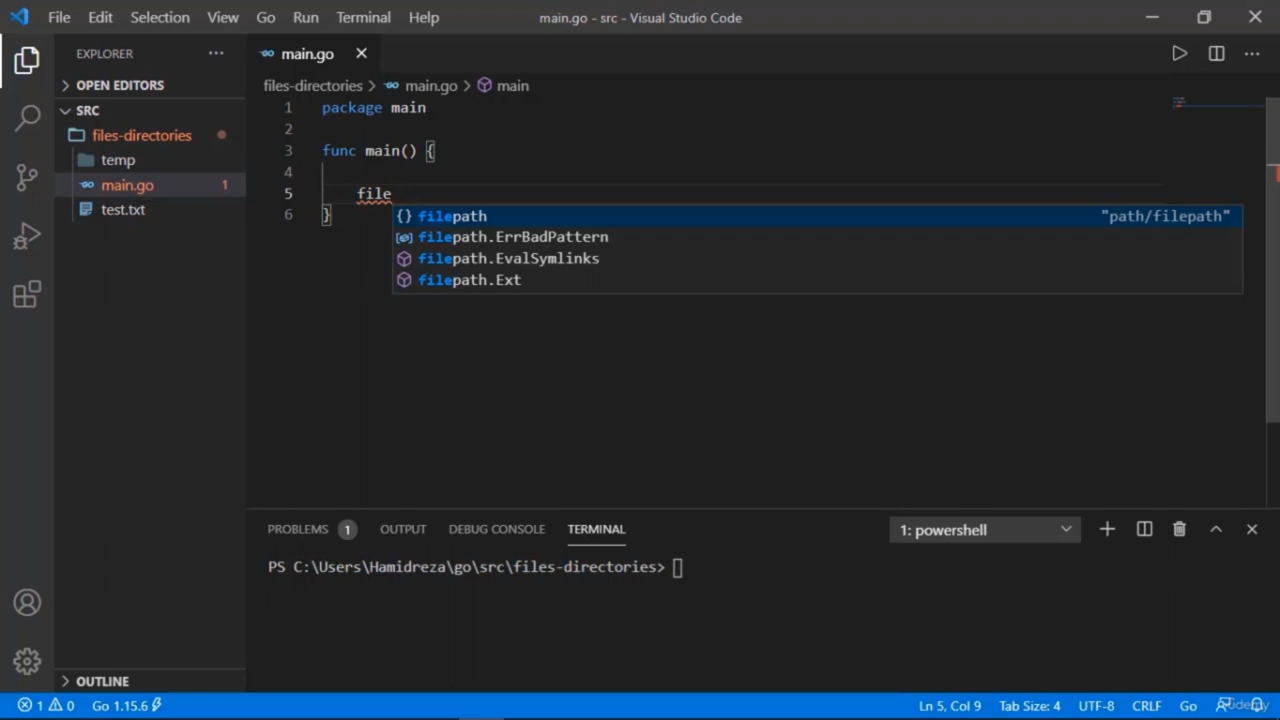 File Edit Selection View Go Run Terminal Help main.go - src - Visual Studio Code
EXPLORER ··· main.go
OPEN EDITORS
files-directories > main.go > main
SRC
files-directories
temp
main.go 1
test.txt
1 package main
2
3 func main() {
4
5 file
6 }
{} filepath "path/filepath"
filepath.ErrBadPattern
filepath.EvalSymlinks
filepath.Ext
PROBLEMS 1 OUTPUT DEBUG CONSOLE TERMINAL 1: powershell
PS C:\Users\Hamidreza\go\src\files-directories>
OUTLINE
1 0 Go 1.15.6 Ln 5, Col 9 Tab Size: 4 UTF-8 CRLF Go
Udemy